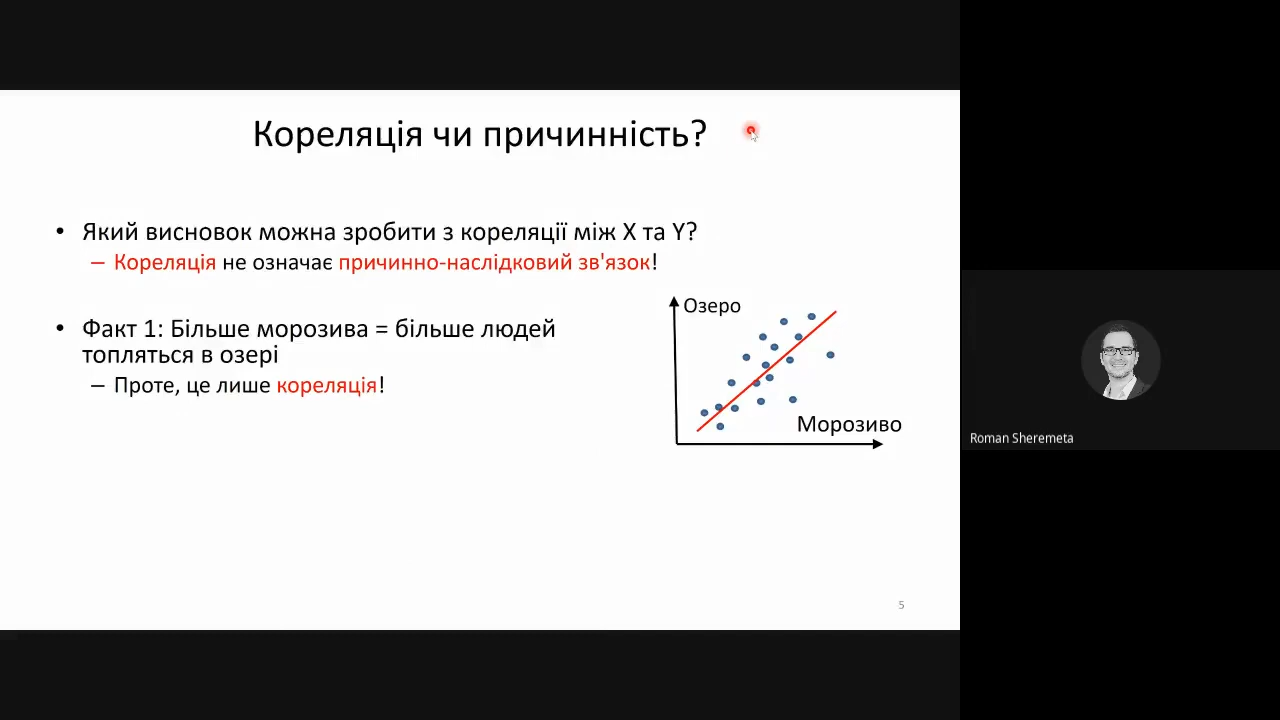 Кореляція чи причинність?
• Який висновок можна зробити з кореляції між X та Y?
– Кореляція не означає причинно-наслідковий зв'язок!
• Факт 1: Більше морозива = більше людей
топляться в озері
– Проте, це лише кореляція!
Озеро
Морозиво
5
Roman Sheremeta